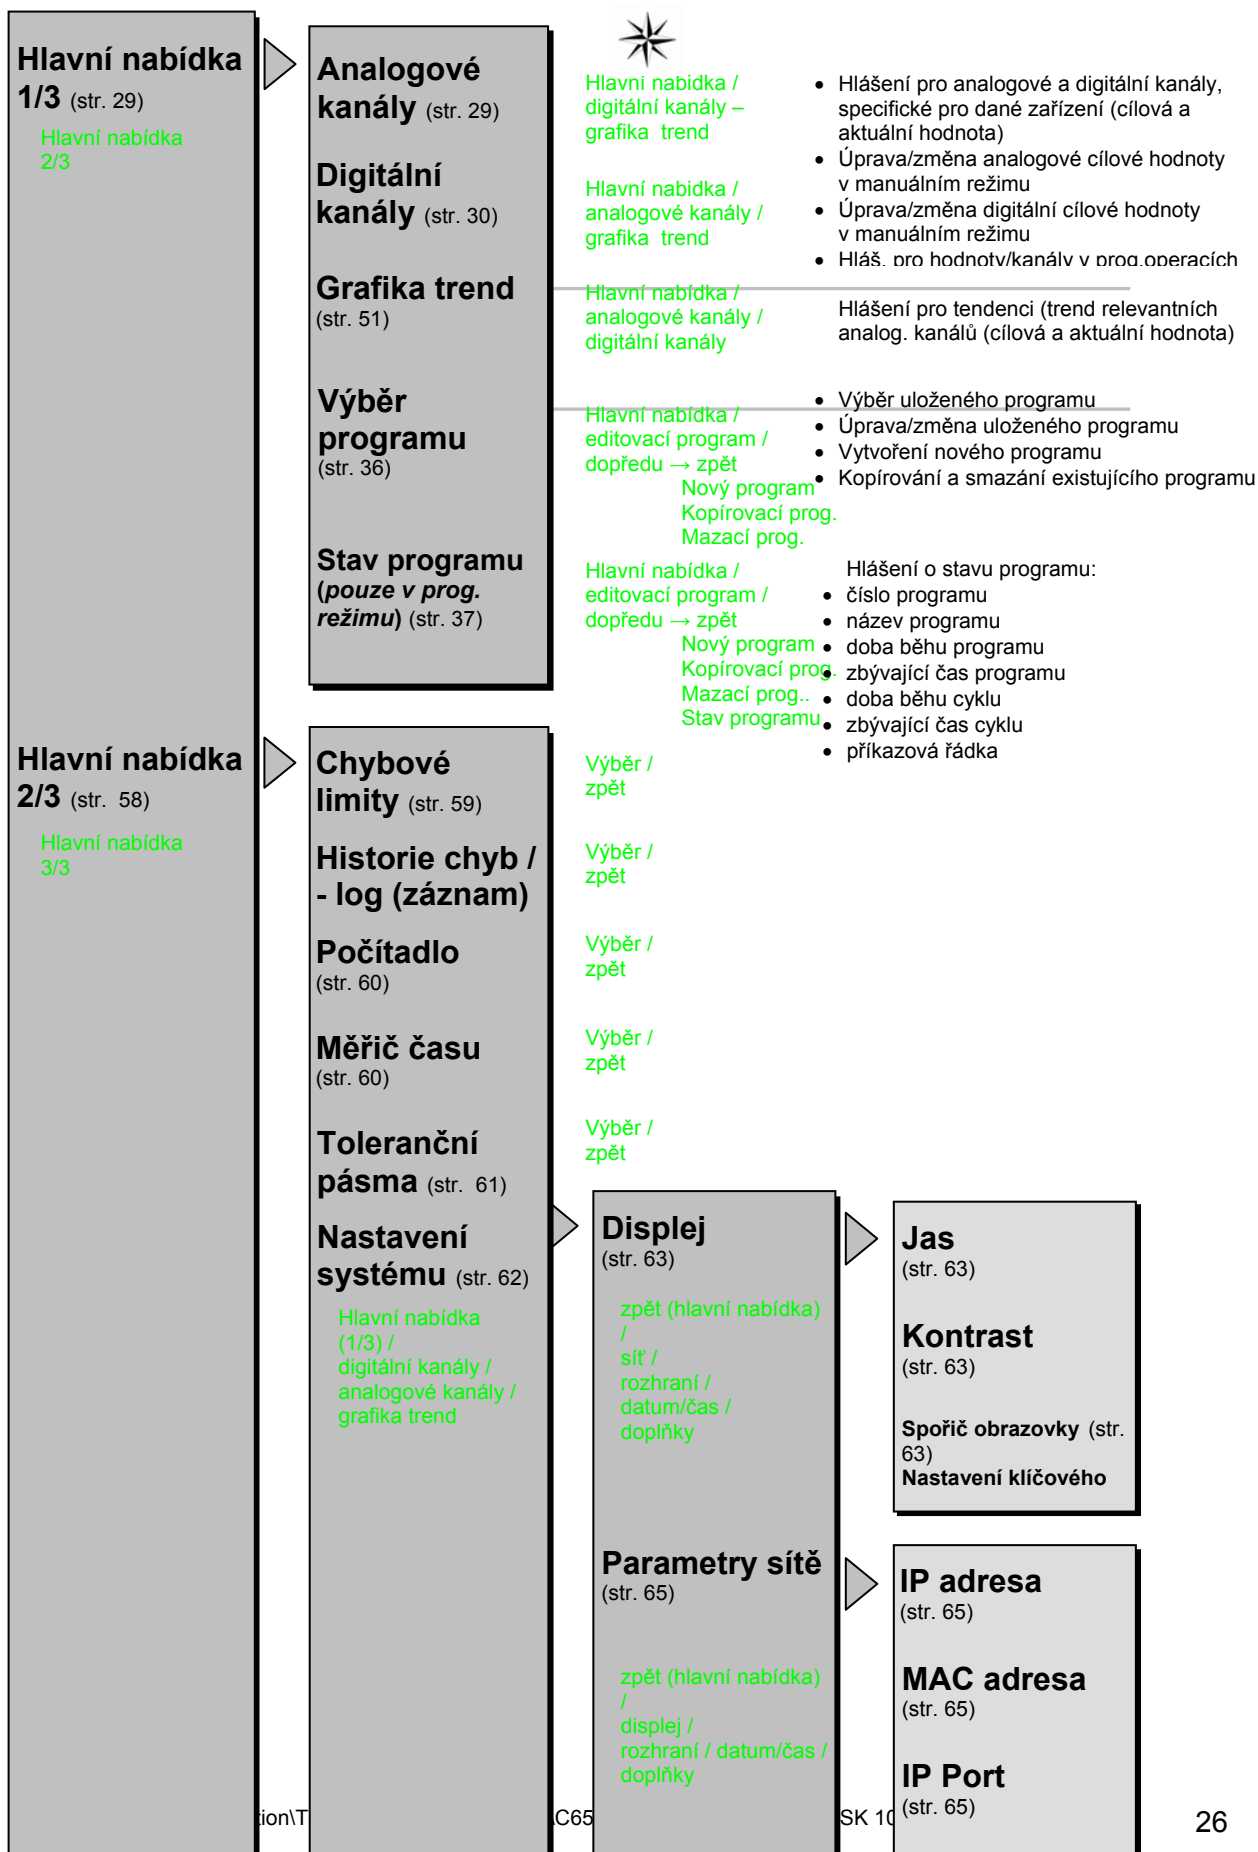 Hlavní nabídka
1/3 (str. 29)
Hlavní nabídka
2/3
Analogové
kanály (str. 29)
Digitální
kanály (str. 30)
Grafika trend
(str. 51)
Výběr
programu
(str. 36)
Stav programu
(pouze v prog.
režimu) (str. 37)
Hlavní nabidka /
digitální kanály –
grafika trend
Hlavní nabidka /
analogové kanály /
grafika trend
Hlavní nabídka /
analogové kanály /
digitální kanály
Hlavní nabídka /
editovací program /
dopředu → zpět
Nový program
Kopírovací prog.
Mazací prog.
Hlavní nabídka /
editovací program /
dopředu → zpět
Nový program
Kopírovací prog.
Mazací prog..
Stav programu
• Hlášení pro analogové a digitální kanály,
specifické pro dané zařízení (cílová a
aktuální hodnota)
• Úprava/změna analogové cílové hodnoty
v manuálním režimu
• Úprava/změna digitální cílové hodnoty
v manuálním režimu
• Hláš. pro hodnoty/kanály v prog.operacích
Hlášení pro tendenci (trend relevantních
analog. kanálů (cílová a aktuální hodnota)
• Výběr uloženého programu
• Úprava/změna uloženého programu
• Vytvoření nového programu
• Kopírování a smazání existujícího programu
Hlášení o stavu programu:
• číslo programu
• název programu
• doba běhu programu
• zbývající čas programu
• doba běhu cyklu
• zbývající čas cyklu
• příkazová řádka
Hlavní nabídka
2/3 (str. 58)
Hlavní nabídka
3/3
Chybové
limity (str. 59)
Historie chyb /
- log (záznam)
Počítadlo
(str. 60)
Měřič času
(str. 60)
Toleranční
pásma (str. 61)
Nastavení
systému (str. 62)
Hlavní nabídka
(1/3) /
digitální kanály /
analogové kanály /
grafika trend
Výběr /
zpět
Výběr /
zpět
Výběr /
zpět
Výběr /
zpět
Výběr /
zpět
Displej
(str. 63)
zpět (hlavní nabídka)
/
síť /
rozhraní /
datum/čas /
doplňky
Parametry sítě
(str. 65)
zpět (hlavní nabídka)
/
displej /
rozhraní / datum/čas /
doplňky
Jas
(str. 63)
Kontrast
(str. 63)
Spořič obrazovky (str.
63)
Nastavení klíčového
IP adresa
(str. 65)
MAC adresa
(str. 65)
IP Port
(str. 65)
ion\T
C65
SK 10
26